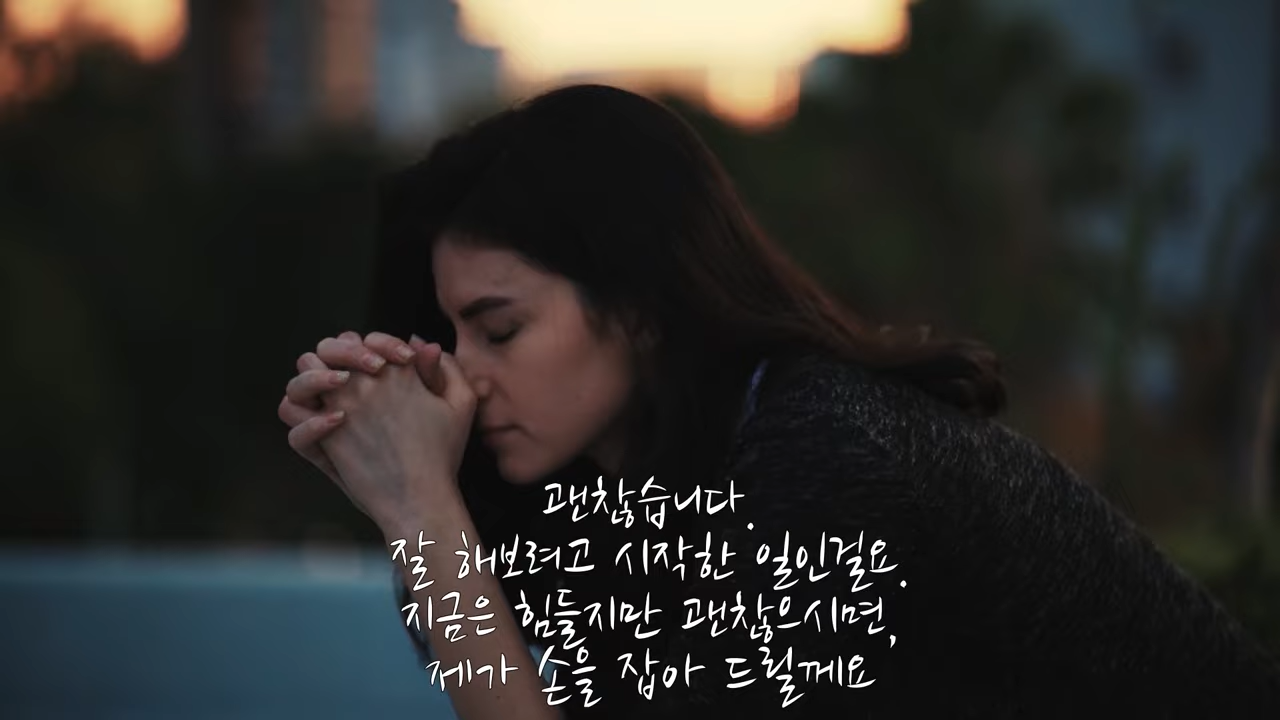 괜찮습니다.
잘 해보려고 시작한 일인걸요.
지금은 힘들지만 괜찮으시면,
제가 손을 잡아 드릴께요